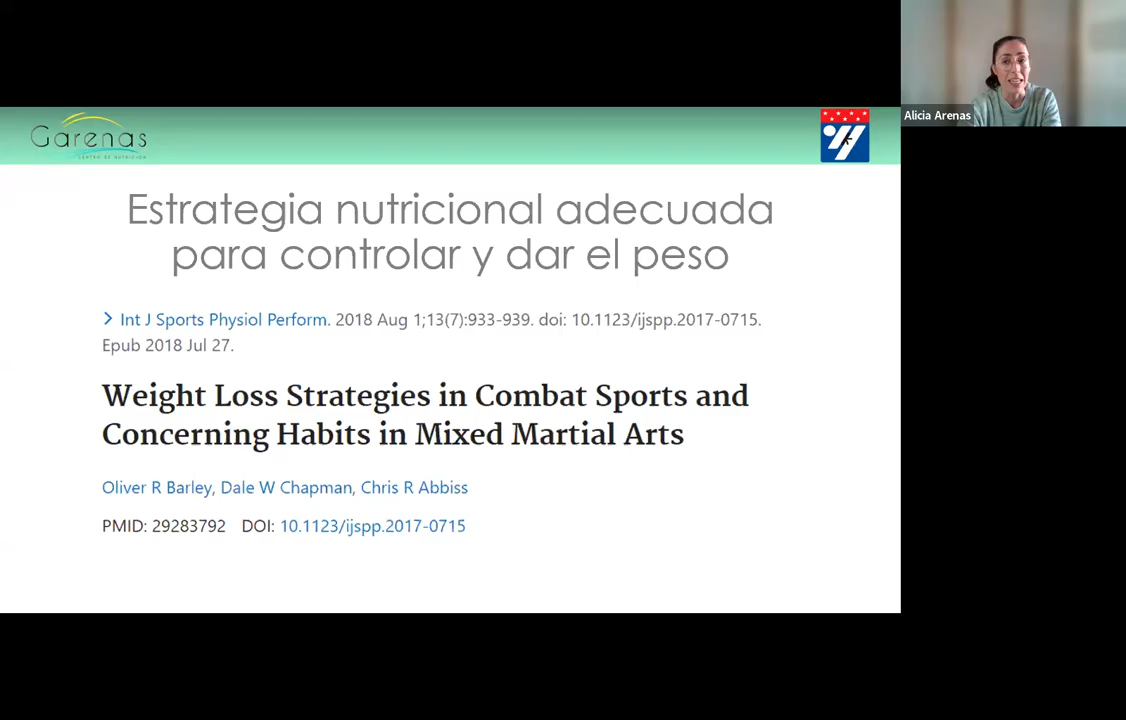 Garenas
CENTRO DE NUTRICIÓN
Alicia Arenas
Estrategia nutricional adecuada
para controlar y dar el peso
Int J Sports Physiol Perform. 2018 Aug 1;13(7):933-939. doi: 10.1123/ijspp.2017-0715.
Epub 2018 Jul 27.
Weight Loss Strategies in Combat Sports and
Concerning Habits in Mixed Martial Arts
Oliver R Barley, Dale W Chapman, Chris R Abbiss
PMID: 29283792 DOI: 10.1123/ijspp.2017-0715